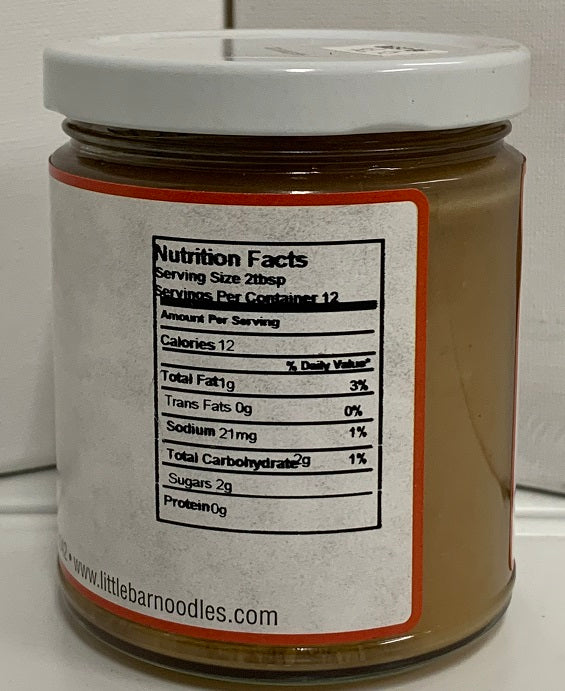 Nutrition Facts
Serving Size 2tbsp
Servings Per Container 12
Amount Per Serving
Calories 12
% Daily Value*
Total Fat1g 3%
Trans Fats 0g 0%
Sodium 21mg 1%
Total Carbohydrate2g 1%
Sugars 2g
Protein0g
• www.littlebarnoodles.com